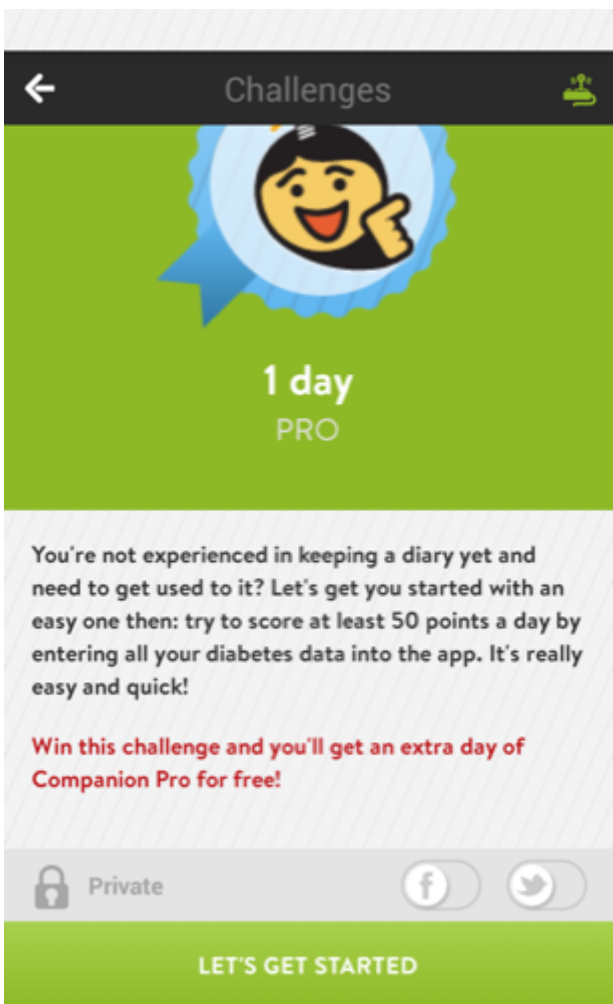 Challenges
1 day
PRO
You're not experienced in keeping a diary yet and
need to get used to it? Let's get you started with an
easy one then: try to score at least 50 points a day by
entering all your diabetes data into the app. It's really
easy and quick!
Win this challenge and you'll get an extra day of
Companion Pro for free!
Private
LET'S GET STARTED